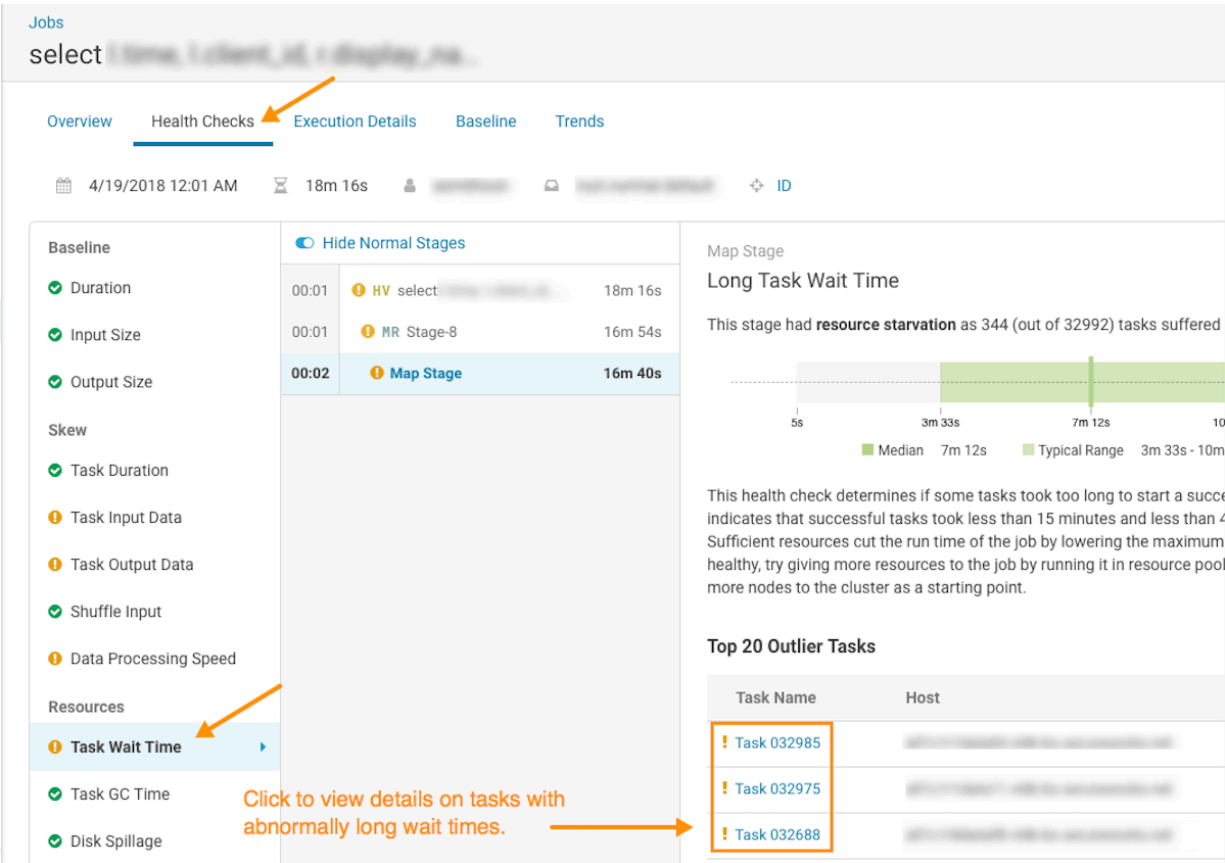 Jobs
select
Overview Health Checks Execution Details Baseline Trends
4/19/2018 12:01 AM 18m 16s ID
Baseline
Duration
Input Size
Output Size
Skew
Task Duration
Task Input Data
Task Output Data
Shuffle Input
Data Processing Speed
Resources
Task Wait Time
Task GC Time
Disk Spillage
Hide Normal Stages
00:01 HV select 18m 16s
00:01 MR Stage-8 16m 54s
00:02 Map Stage 16m 40s
Click to view details on tasks with
abnormally long wait times.
Map Stage
Long Task Wait Time
This stage had resource starvation as 344 (out of 32992) tasks suffered
5s 3m 33s 7m 12s 10
Median 7m 12s Typical Range 3m 33s - 10m
This health check determines if some tasks took too long to start a succe
indicates that successful tasks took less than 15 minutes and less than 4
Sufficient resources cut the run time of the job by lowering the maximum
healthy, try giving more resources to the job by running it in resource pool
more nodes to the cluster as a starting point.
Top 20 Outlier Tasks
Task Name Host
Task 032985
Task 032975
Task 032688